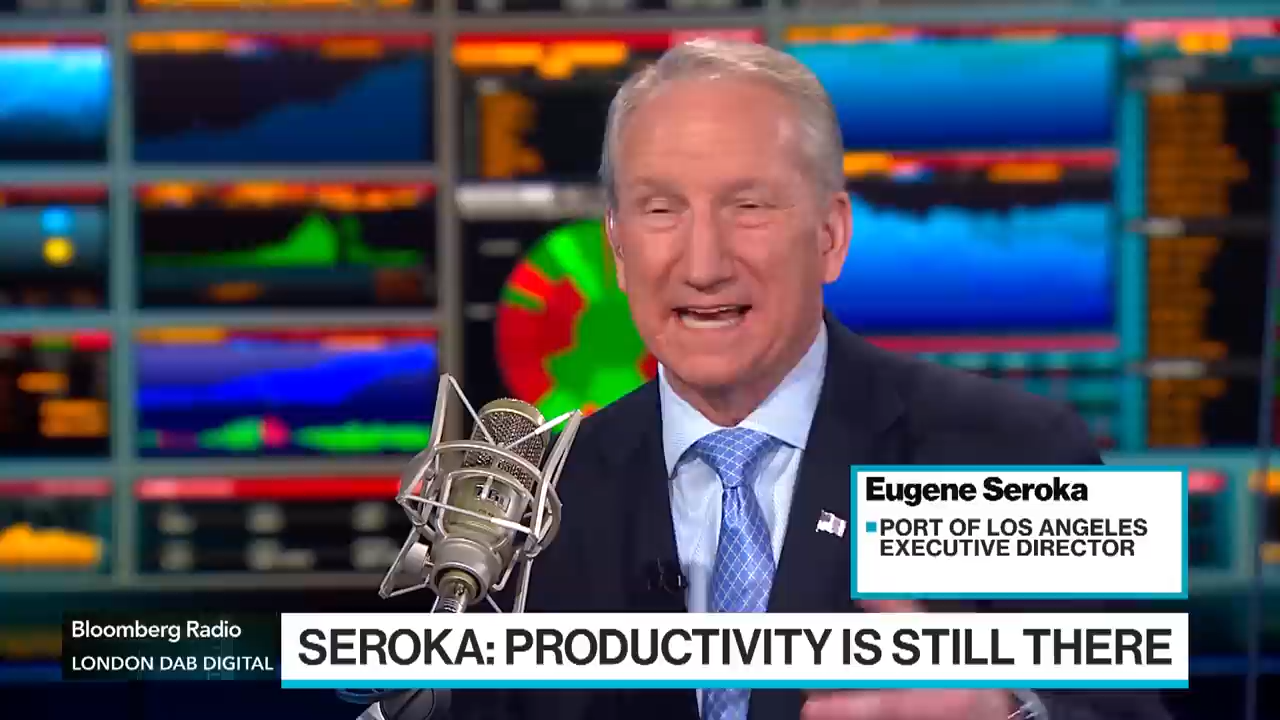 Eugene Seroka
PORT OF LOS ANGELES
EXECUTIVE DIRECTOR
Bloomberg Radio
LONDON DAB DIGITAL
SEROKA: PRODUCTIVITY IS STILL THERE